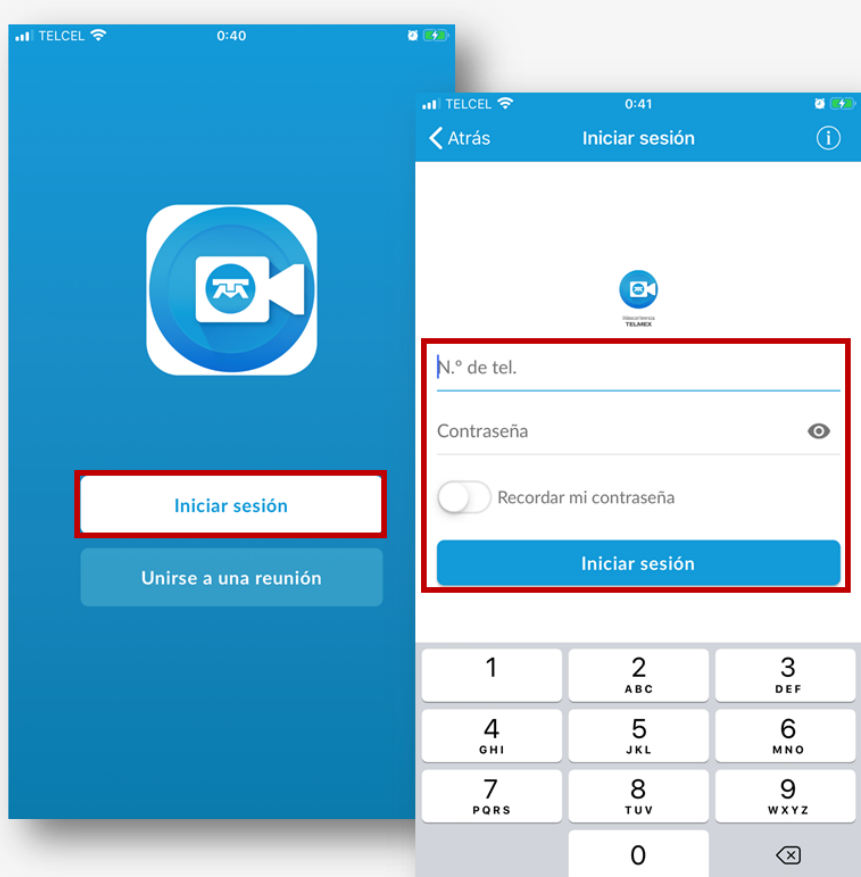 TELCEL
0:40
Iniciar sesión
Unirse a una reunión
TELCEL
0:41
Atrás
Iniciar sesión
Videoconferencia
TELMEX
N.º de tel.
Contraseña
Recordar mi contraseña
Iniciar sesión
1
2
3
ABC
DEF
4
5
6
GHI
JKL
MNO
7
8
9
PQRS
TUV
WXYZ
0